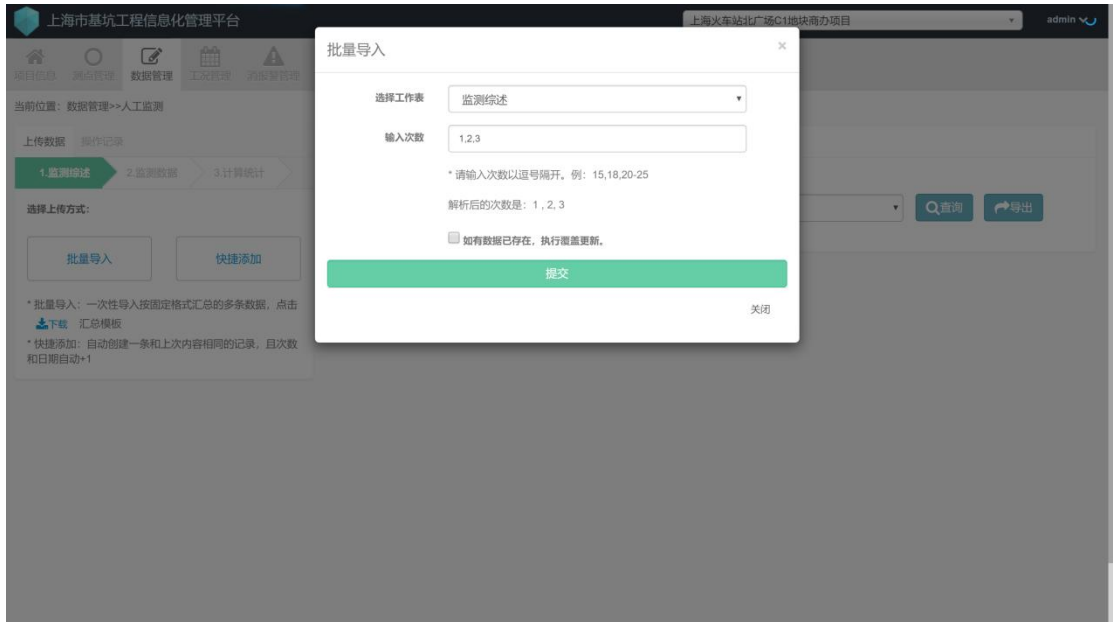 上海市基坑工程信息化管理平台
上海火车站北广场C1地块商办项目
admin
项目信息 测点管理 数据管理 工况管理 消报警管理
当前位置：数据管理>>人工监测
上传数据 操作记录
1.监测综述 2.监测数据 3.计算统计
选择上传方式：
批量导入 快捷添加
* 批量导入：一次性导入按固定格式汇总的多条数据，点击
下载 汇总模板
* 快捷添加：自动创建一条和上次内容相同的记录，且次数
和日期自动+1
批量导入 ×
选择工作表 监测综述
输入次数 1,2,3
* 请输入次数以逗号隔开。例：15,18,20-25
解析后的次数是：1 , 2, 3
如有数据已存在，执行覆盖更新。
提交
关闭
查询 导出